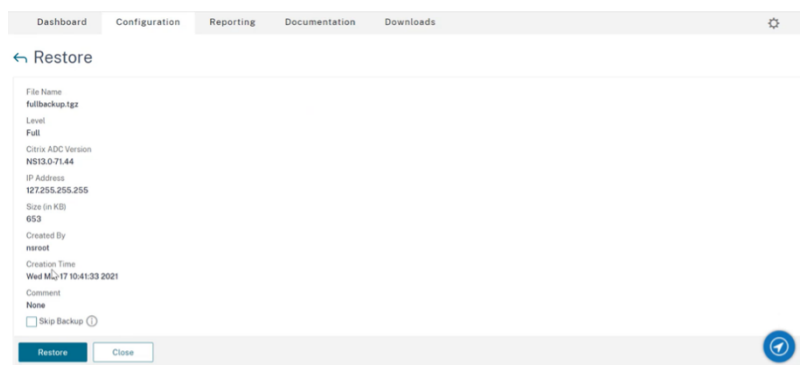 Dashboard Configuration Reporting Documentation Downloads
Restore
File Name
fullbackup.tgz
Level
Full
Citrix ADC Version
NS13.0-71.44
IP Address
127.255.255.255
Size (in KB)
653
Created By
nsroot
Creation Time
Wed 17 10:41:33 2021
Comment
None
Skip Backup
Restore Close